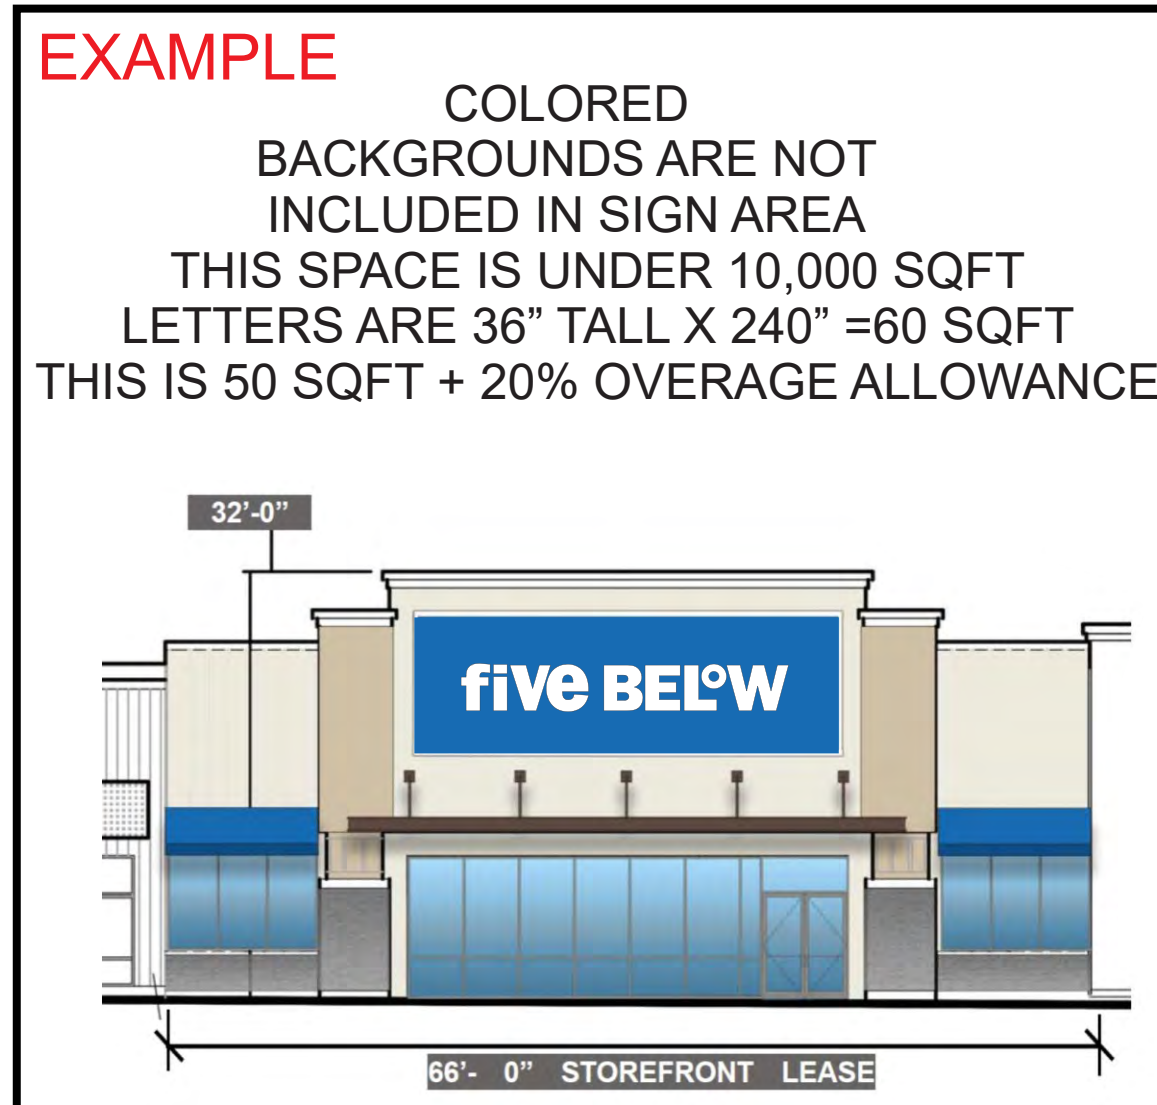 EXAMPLE
COLORED
BACKGROUNDS ARE NOT
INCLUDED IN SIGN AREA
THIS SPACE IS UNDER 10,000 SQFT
LETTERS ARE 36” TALL X 240” =60 SQFT
THIS IS 50 SQFT + 20% OVERAGE ALLOWANCE
32’-0”
five BELOW
66’- 0” STOREFRONT LEASE